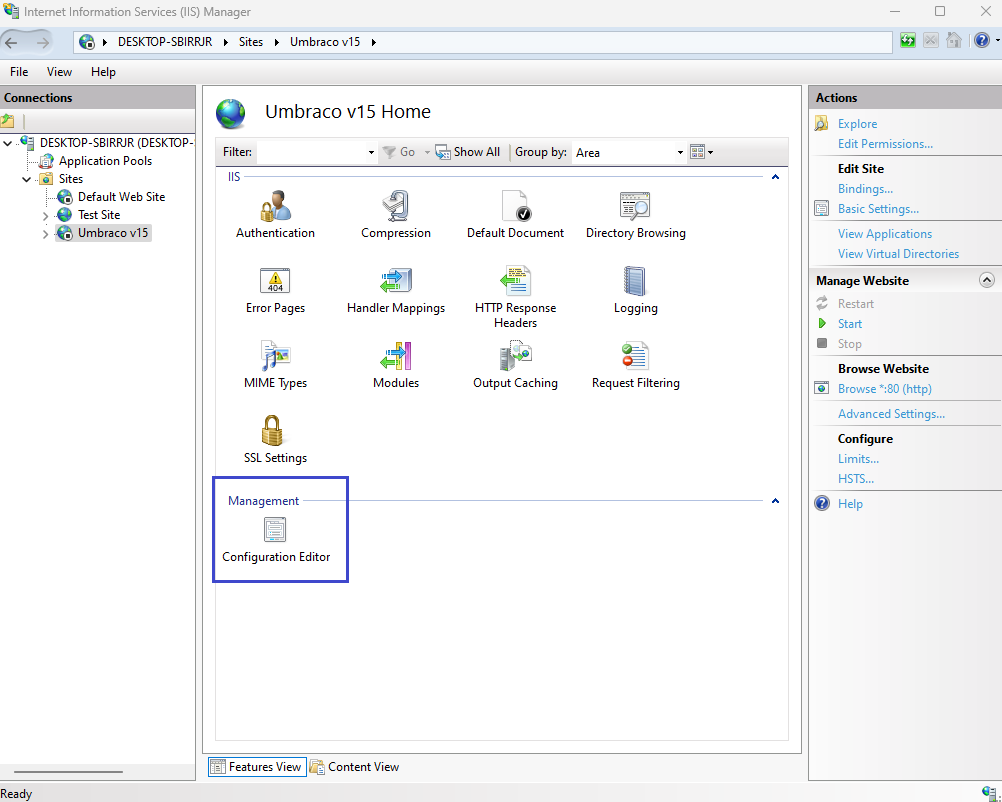 Internet Information Services (IIS) Manager
DESKTOP-SBIRRJR Sites Umbraco v15
File View Help
Connections
DESKTOP-SBIRRJR (DESKTOP-
Application Pools
Sites
Default Web Site
Test Site
Umbraco v15
Umbraco v15 Home
Filter: Go Show All Group by: Area
IIS
Authentication Compression Default Document Directory Browsing
Error Pages Handler Mappings HTTP Response Headers Logging
MIME Types Modules Output Caching Request Filtering
SSL Settings
Management
Configuration Editor
Features View Content View
Actions
Explore
Edit Permissions...
Edit Site
Bindings...
Basic Settings...
View Applications
View Virtual Directories
Manage Website
Restart
Start
Stop
Browse Website
Browse *:80 (http)
Advanced Settings...
Configure
Limits...
HSTS...
Help
Ready